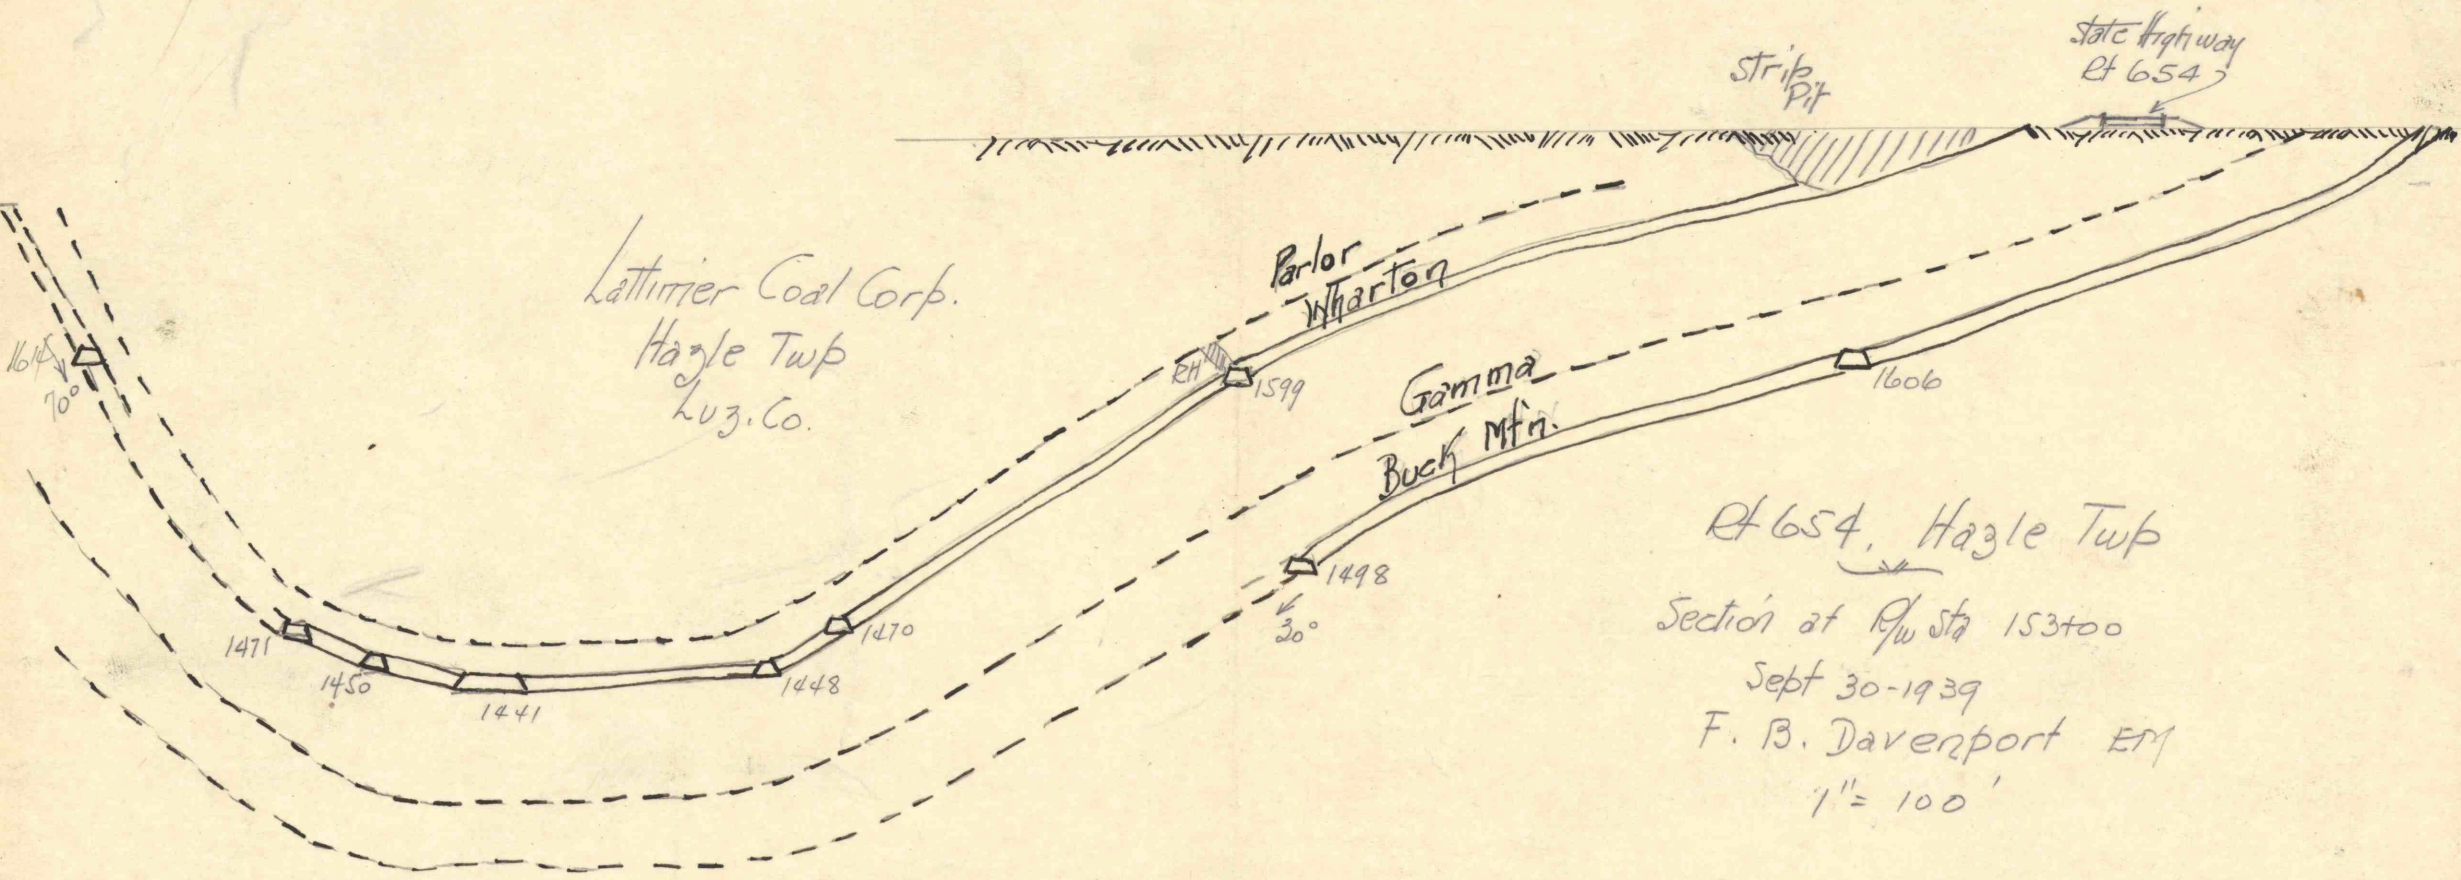 State Highway
Rt 654
Strip
Pit
Lattimer Coal Corp.
Hazle Twp
Luz. Co.
Parlor
Wharton
RH
1599
Gamma
Buck Mt'n.
1606
1614
70°
1498
30°
1471
1450
1441
1448
1470
Rt 654, Hazle Twp
Section at R/w Sta 153+00
Sept 30-1939
F. B. Davenport EM
1" = 100'